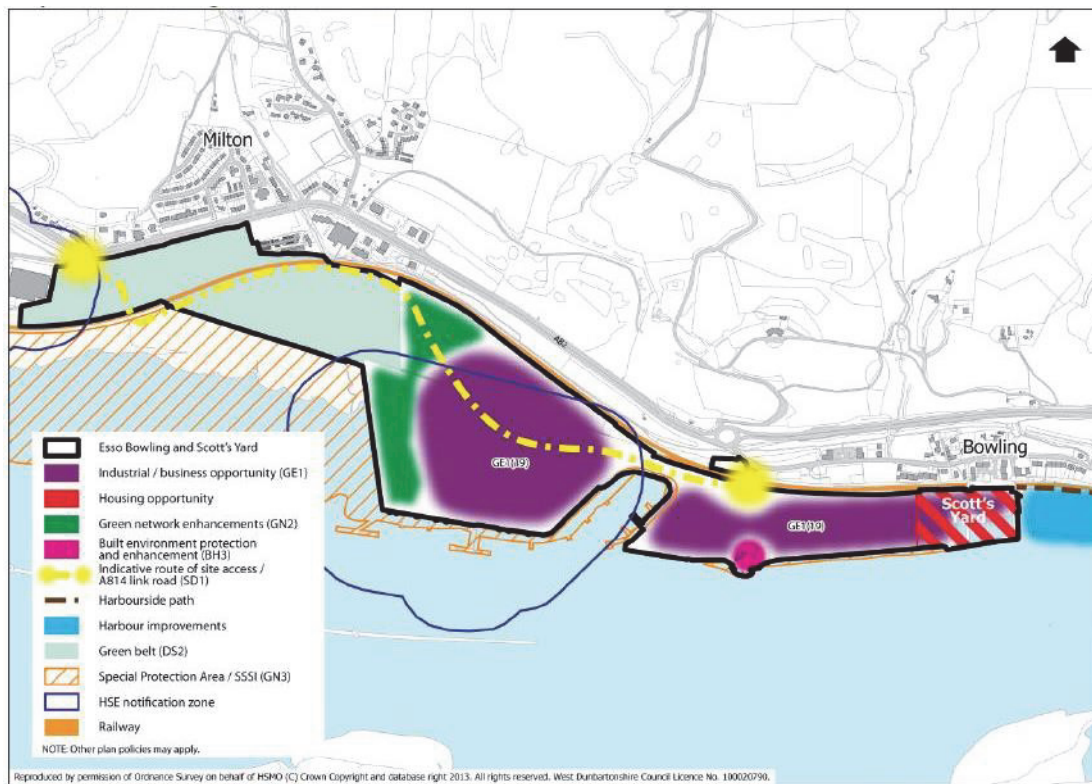 Milton
A82
Bowling
GE1(19)
GE1(19)
Scott's
Yard
Esso Bowling and Scott's Yard
Industrial / business opportunity (GE1)
Housing opportunity
Green network enhancements (GN2)
Built environment protection
and enhancement (BH3)
Indicative route of site access /
A814 link road (SD1)
Harbourside path
Harbour improvements
Green belt (DS2)
Special Protection Area / SSSI (GN3)
HSE notification zone
Railway
NOTE: Other plan policies may apply.
Reproduced by permission of Ordnance Survey on behalf of HSMO (C) Crown Copyright and database right 2013. All rights reserved. West Dunbartonshire Council Licence No. 100020790.